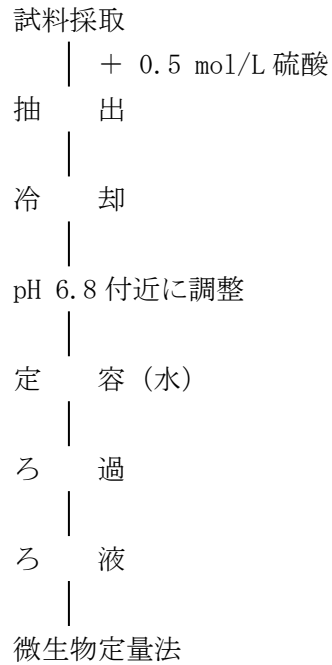 試料採取
+ 0.5 mol/L 硫酸
抽　　出
冷　　却
pH 6.8 付近に調整
定　　容（水）
ろ　　過
ろ　　液
微生物定量法